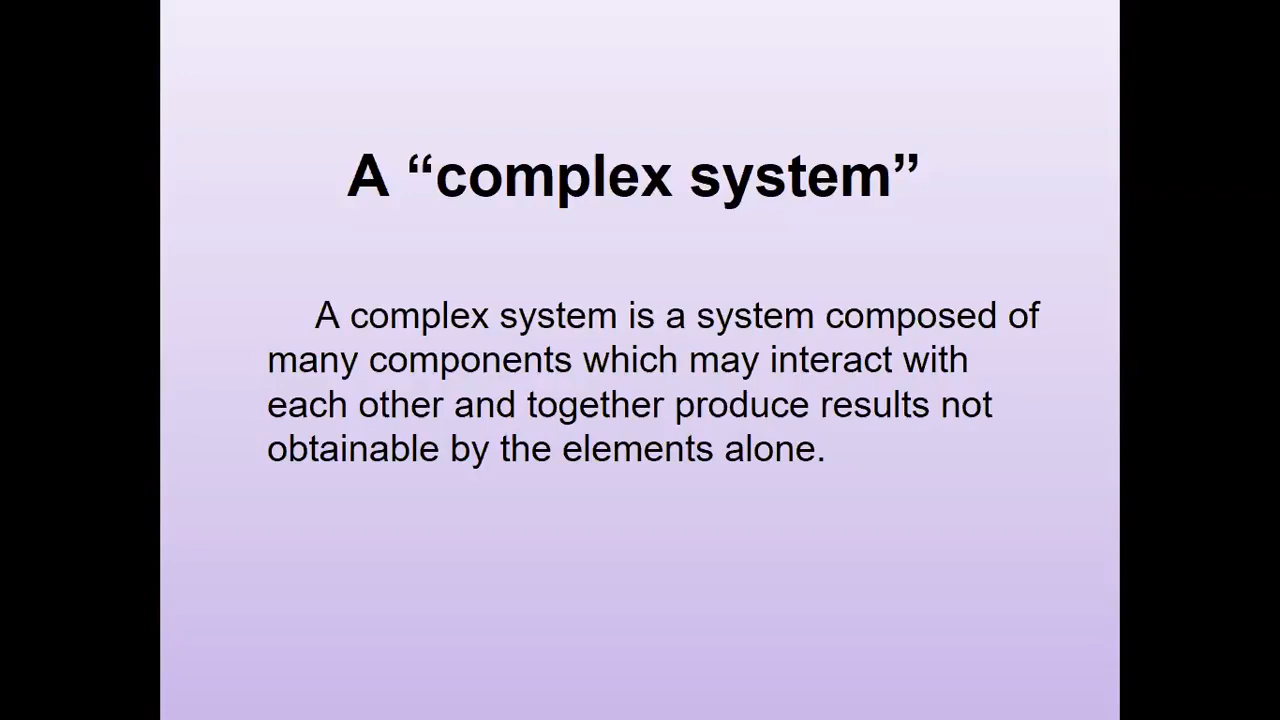 A “complex system”
A complex system is a system composed of
many components which may interact with
each other and together produce results not
obtainable by the elements alone.